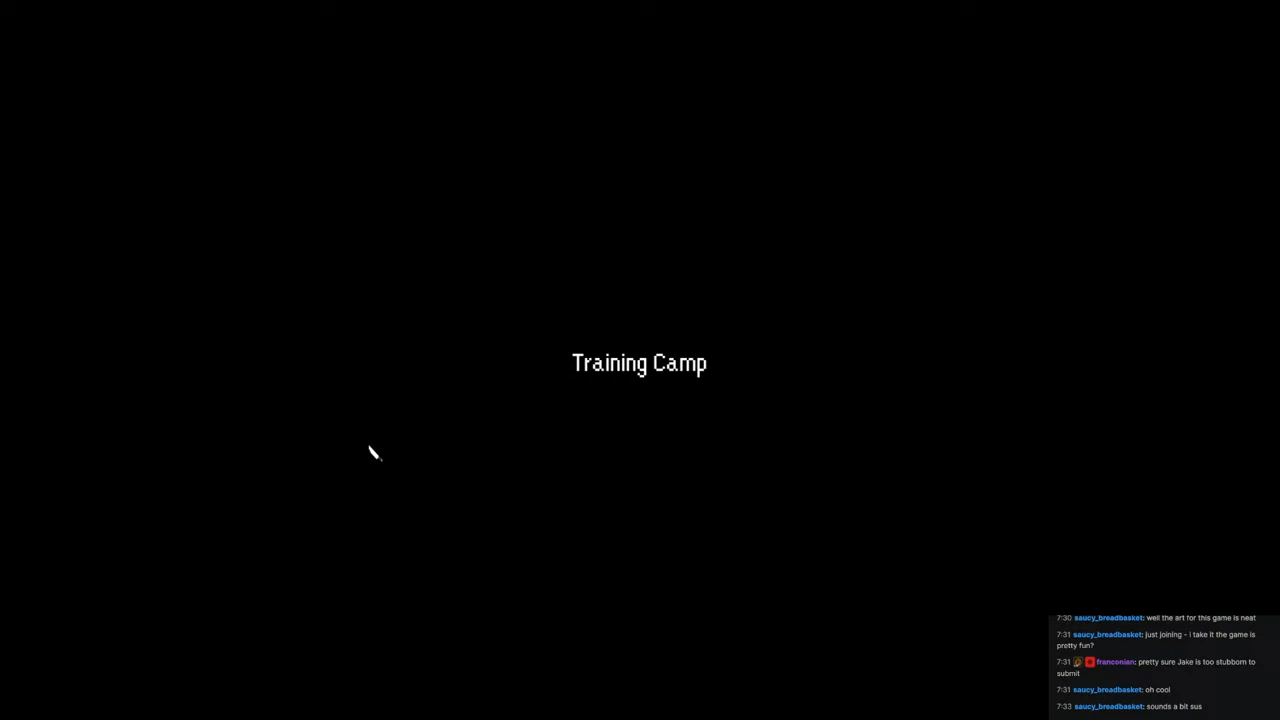 Training Camp
7:30 saucy_breadbasket: well the art for this game is neat
7:31 saucy_breadbasket: just joining - i take it the game is
pretty fun?
7:31 franconian: pretty sure Jake is too stubborn to
submit
7:31 saucy_breadbasket: oh cool
7:33 saucy_breadbasket: sounds a bit sus